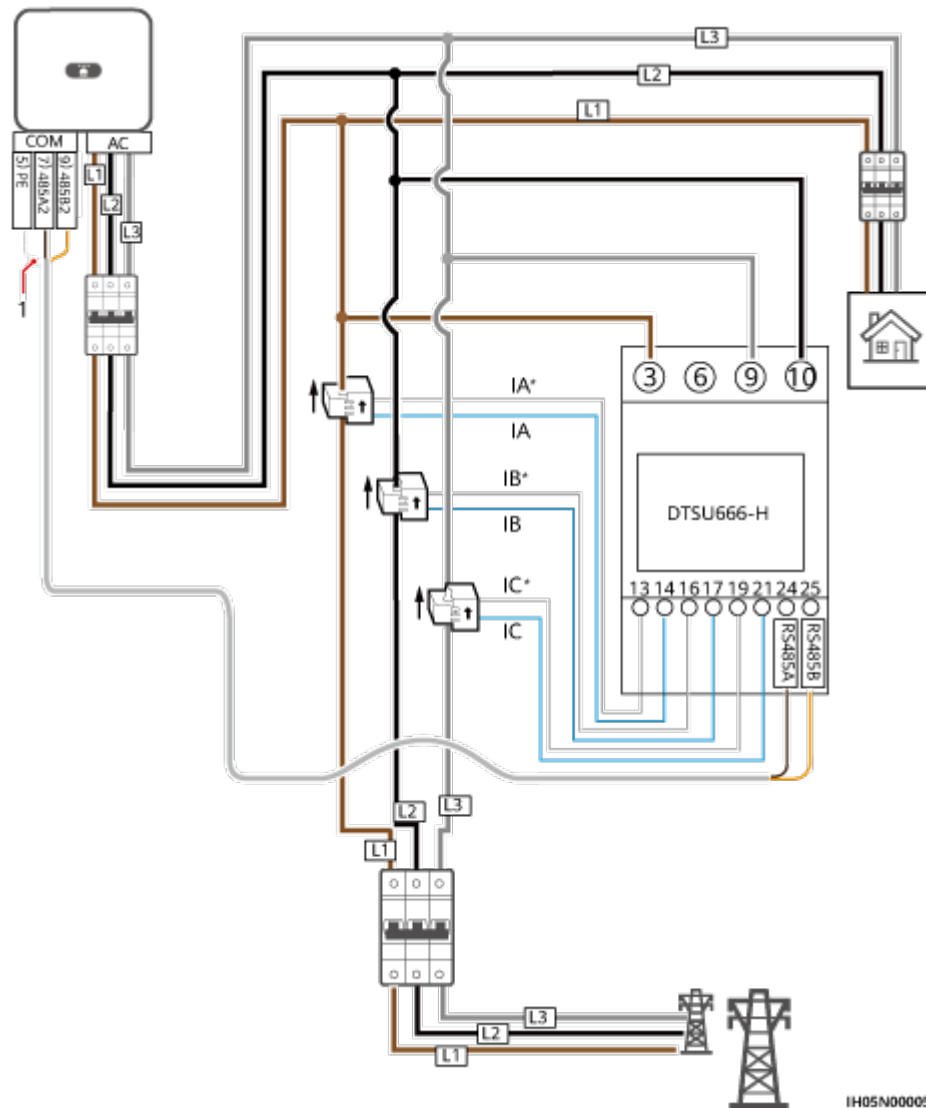 L3
L2
L1
COM
AC
5) PE
7) 485A2
9) 485B2
L1
L2
L3
1
3
6
9
10
IA*
IA
IB*
IB
IC*
IC
DTSU666-H
13 14 16 17 19 21 24 25
RS485A
RS485B
L3
L2
L1
L3
L2
L1
IH05N00005